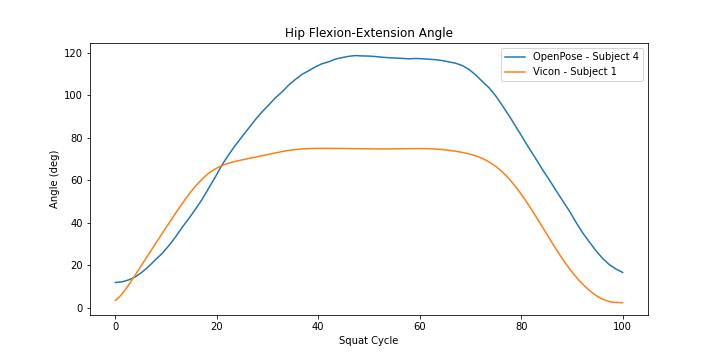 Hip Flexion-Extension Angle
OpenPose - Subject 4
Vicon - Subject 1
Angle (deg)
120
100
80
60
40
20
0
0 20 40 60 80 100
Squat Cycle